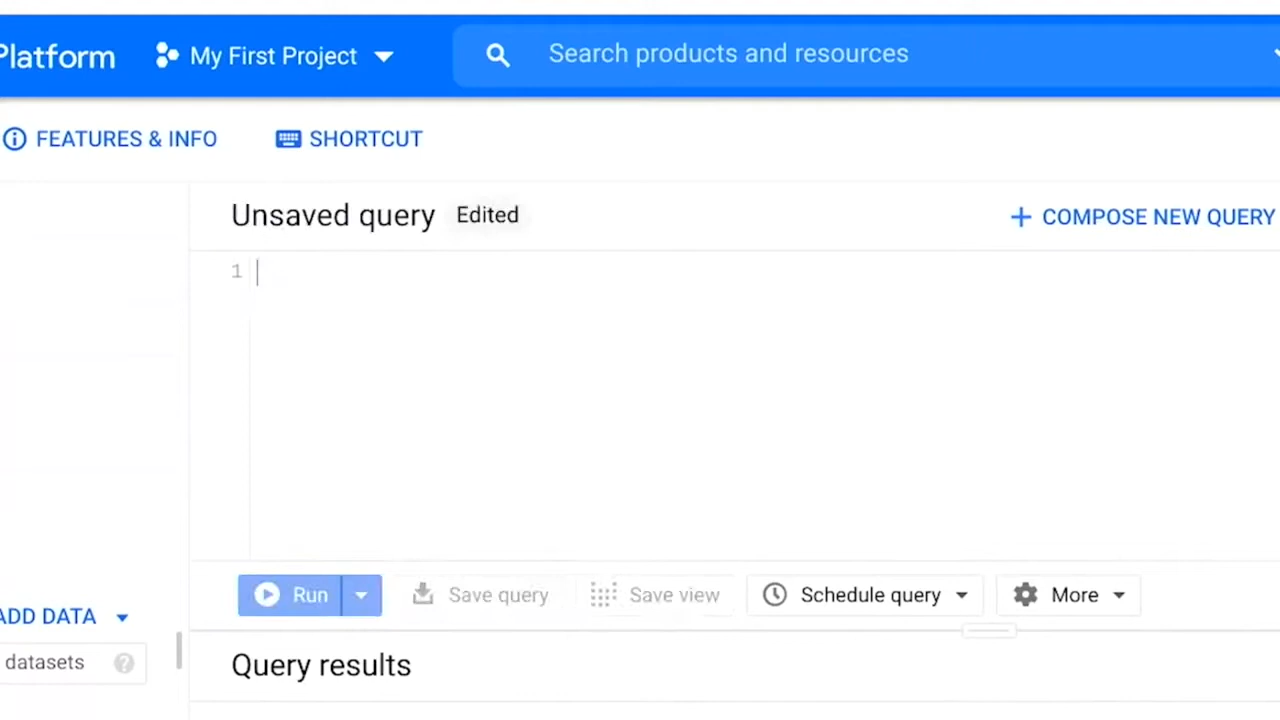 Platform My First Project Search products and resources
FEATURES & INFO SHORTCUT
Unsaved query Edited COMPOSE NEW QUERY
1
Run Save query Save view Schedule query More
ADD DATA
datasets ?
Query results